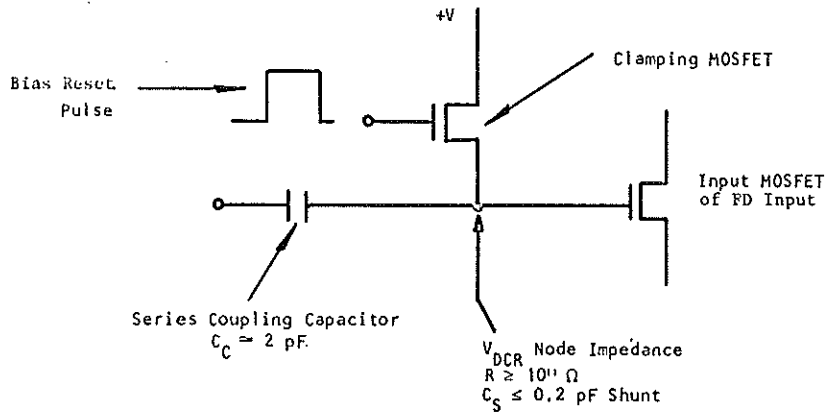 +V
Clamping MOSFET
Bias Reset
Pulse
Input MOSFET
of FD Input
Series Coupling Capacitor
C_C ≃ 2 pF.
V_DCR Node Impedance
R ≥ 10¹¹ Ω
C_S ≤ 0.2 pF Shunt